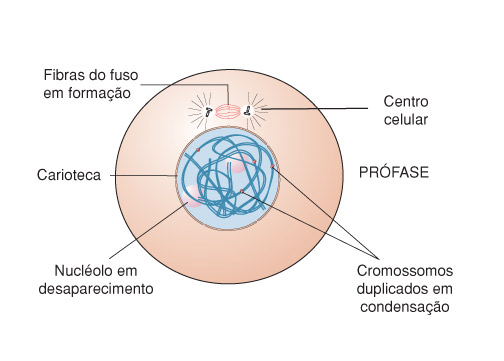 Fibras do fuso
em formação
Centro
celular
Carioteca
PRÓFASE
Nucléolo em
desaparecimento
Cromossomos
duplicados em
condensação